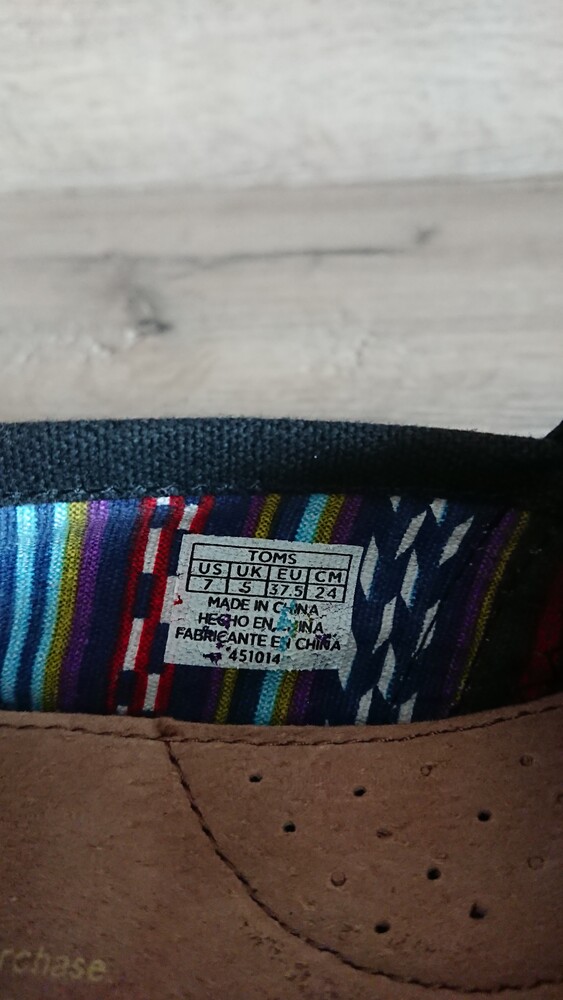 TOMS
US UK EU CM
7 5 37.5 24
MADE IN CHINA
HECHO EN CHINA
FABRICANTE EN CHINA
451014
rchase